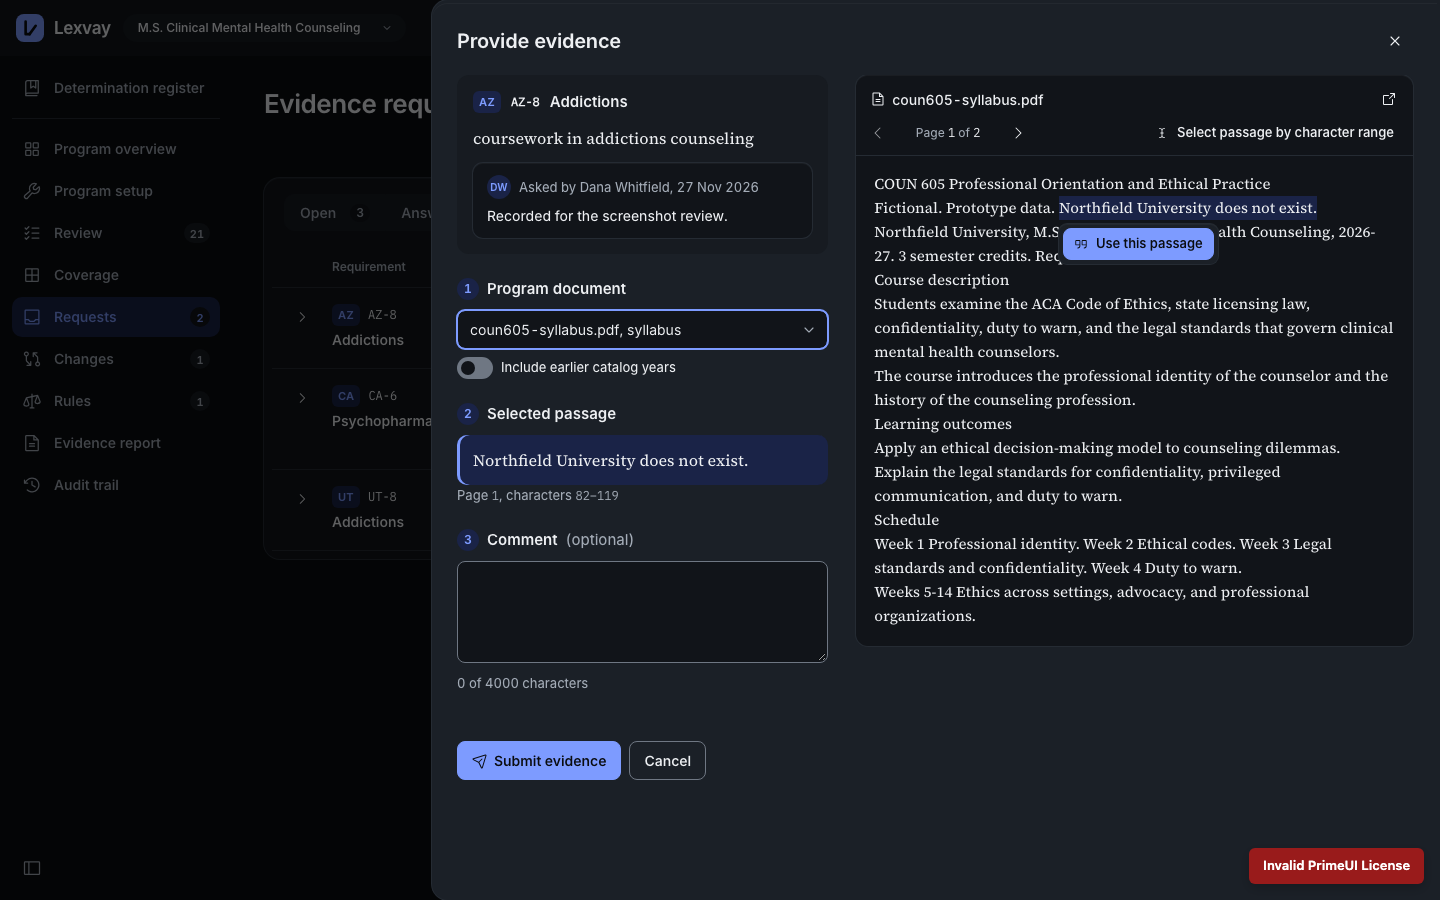 Lexvay
M.S. Clinical Mental Health Counseling
Determination register
Program overview
Program setup
Review 21
Coverage
Requests 2
Changes 1
Rules 1
Evidence report
Audit trail
Evidence requ
Open 3 Answ
Requirement
AZ AZ-8
Addictions
CA CA-6
Psychopharma
UT UT-8
Addictions
Provide evidence
AZ AZ-8 Addictions
coursework in addictions counseling
DW Asked by Dana Whitfield, 27 Nov 2026
Recorded for the screenshot review.
1 Program document
coun605-syllabus.pdf, syllabus
Include earlier catalog years
2 Selected passage
Northfield University does not exist.
Page 1, characters 82–119
3 Comment (optional)
0 of 4000 characters
Submit evidence
Cancel
coun605-syllabus.pdf
Page 1 of 2
Select passage by character range
COUN 605 Professional Orientation and Ethical Practice
Fictional. Prototype data. Northfield University does not exist.
Northfield University, M.S alth Counseling, 2026-
27. 3 semester credits. Req
Use this passage
Course description
Students examine the ACA Code of Ethics, state licensing law,
confidentiality, duty to warn, and the legal standards that govern clinical
mental health counselors.
The course introduces the professional identity of the counselor and the
history of the counseling profession.
Learning outcomes
Apply an ethical decision-making model to counseling dilemmas.
Explain the legal standards for confidentiality, privileged
communication, and duty to warn.
Schedule
Week 1 Professional identity. Week 2 Ethical codes. Week 3 Legal
standards and confidentiality. Week 4 Duty to warn.
Weeks 5-14 Ethics across settings, advocacy, and professional
organizations.
Invalid PrimeUI License